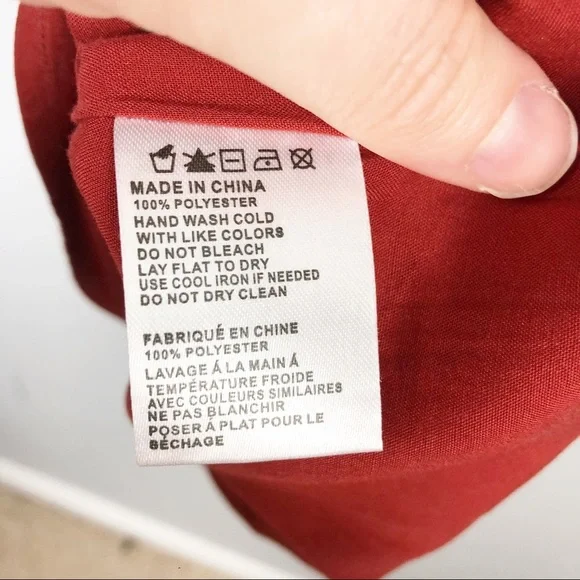 MADE IN CHINA
100% POLYESTER
HAND WASH COLD
WITH LIKE COLORS
DO NOT BLEACH
LAY FLAT TO DRY
USE COOL IRON IF NEEDED
DO NOT DRY CLEAN
FABRIQUÉ EN CHINE
100% POLYESTER
LAVAGE Á LA MAIN Á
TEMPÉRATURE FROIDE
AVEC COULEURS SIMILAIRES
NE PAS BLANCHIR
POSER Á PLAT POUR LE
SÉCHAGE